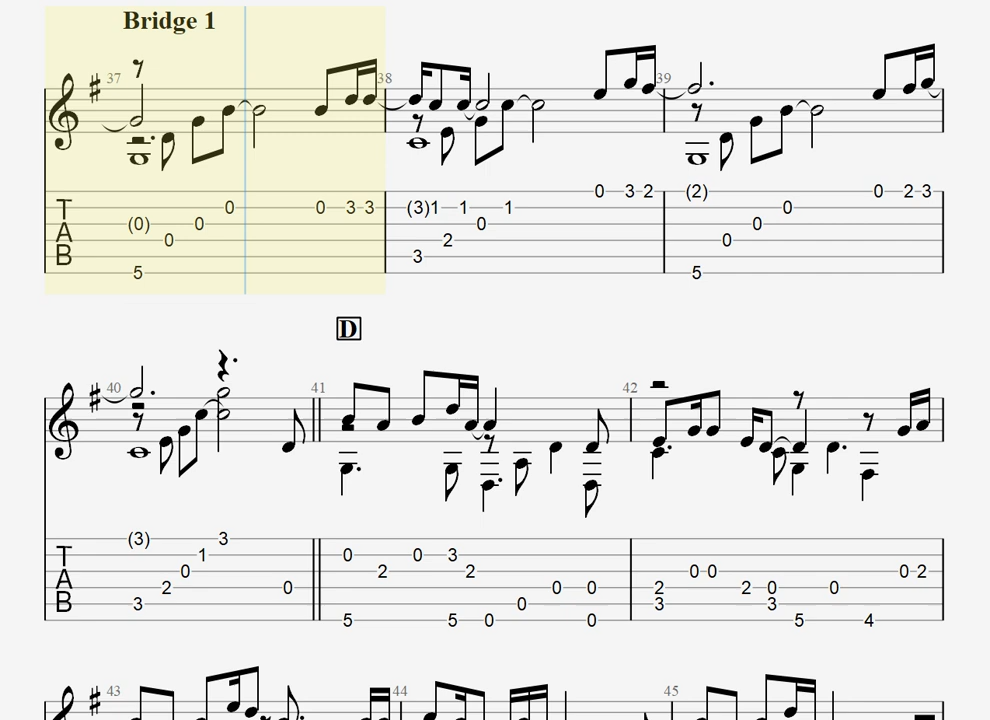 Bridge 1
37 38 39
T (0) 0 0 0 3 3 (3) 1 1 1 0 3 2 (2) 0 0 2 3
A 0 0 2 0 0 0
B 5 3 5
D
40 41 42
T (3) 1 3 0 0 3
A 2 0 0 2 2 0 0 2 0 0 2 0 0 0 2
B 3 5 5 0 0 0 3 3 5 4
43 44 45